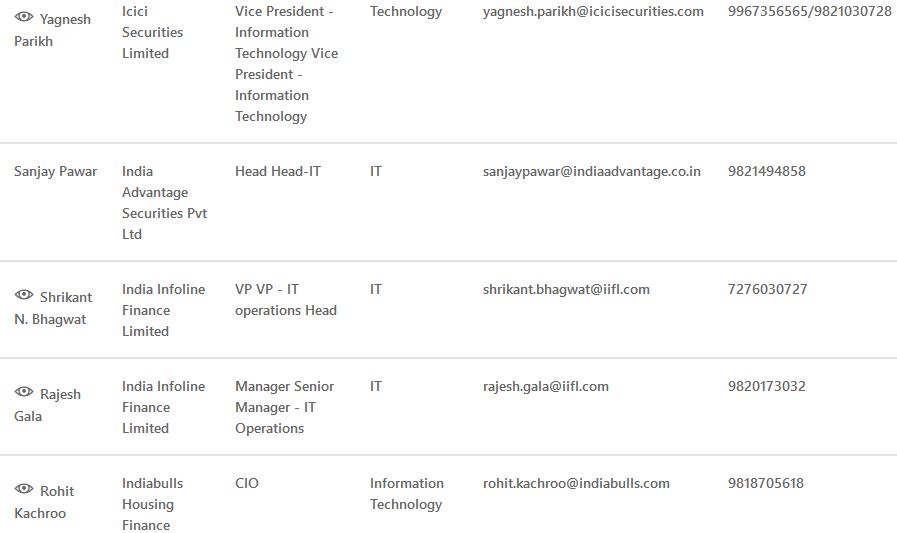 Yagnesh Parikh Icici Securities Limited Vice President - Information Technology Vice President - Information Technology Technology yagnesh.parikh@icicisecurities.com 9967356565/9821030728
Sanjay Pawar India Advantage Securities Pvt Ltd Head Head-IT IT sanjaypawar@indiaadvantage.co.in 9821494858
Shrikant N. Bhagwat India Infoline Finance Limited VP VP - IT operations Head IT shrikant.bhagwat@iifl.com 7276030727
Rajesh Gala India Infoline Finance Limited Manager Senior Manager - IT Operations IT rajesh.gala@iifl.com 9820173032
Rohit Kachroo Indiabulls Housing Finance CIO Information Technology rohit.kachroo@indiabulls.com 9818705618